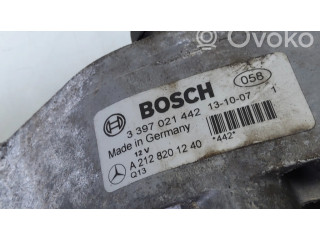 Ovoko
BOSCH
058
3 397 021 442 13-10-07 1
Made in Germany
12 V
*442*
A 212 820 12 40
Q13